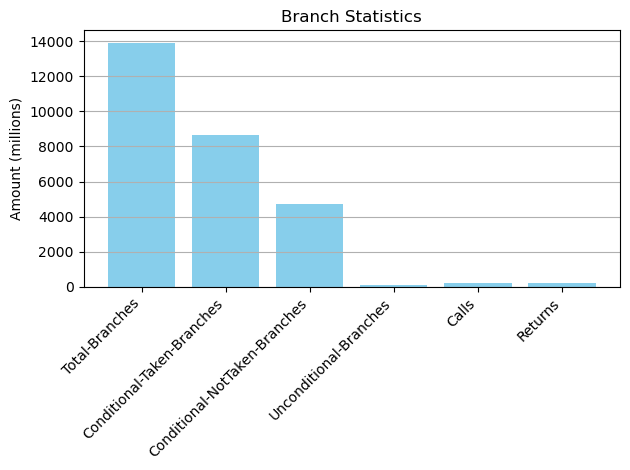 Branch Statistics
Amount (millions)
14000
12000
10000
8000
6000
4000
2000
0
Total-Branches
Conditional-Taken-Branches
Conditional-NotTaken-Branches
Unconditional-Branches
Calls
Returns